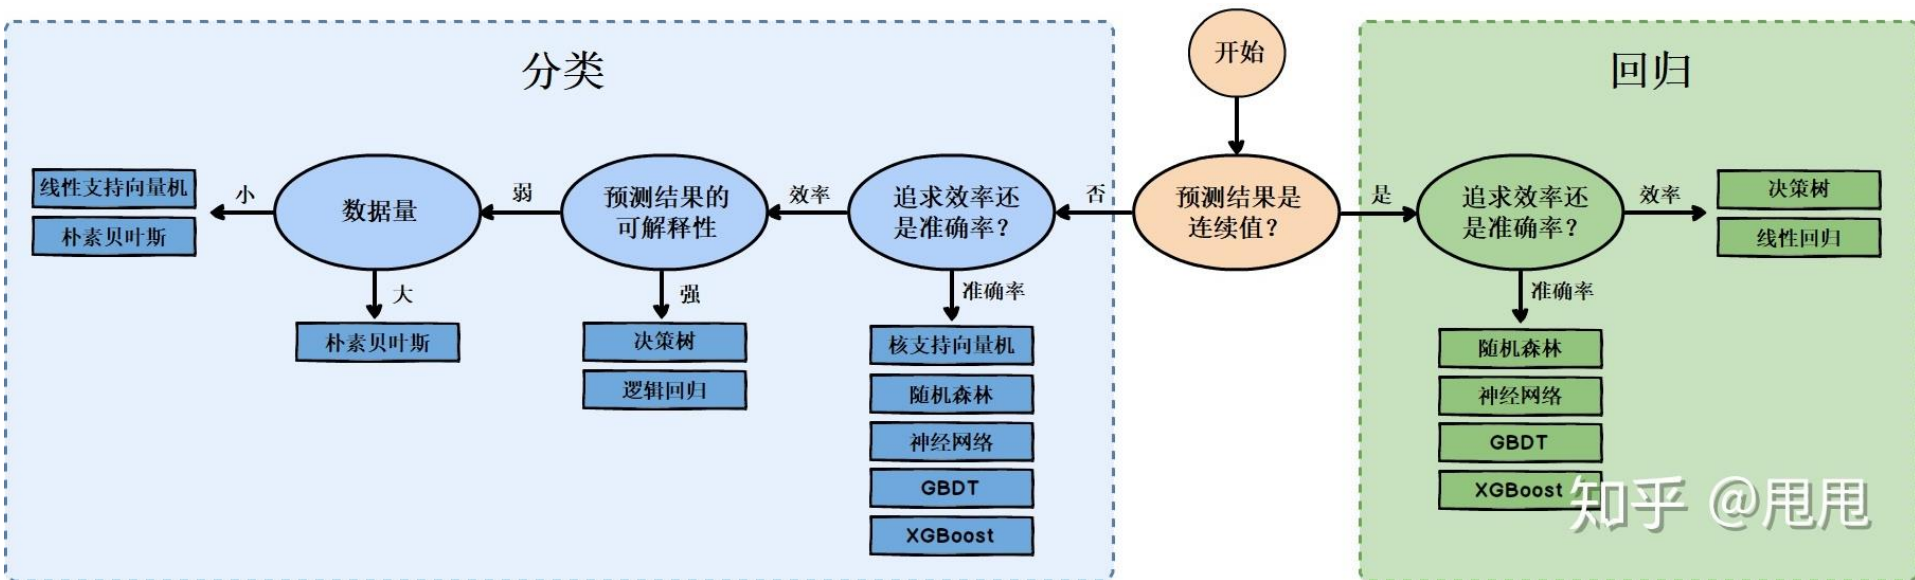 分类
开始
回归
线性支持向量机
朴素贝叶斯
小
数据量
大
朴素贝叶斯
弱
预测结果的
可解释性
强
决策树
逻辑回归
效率
追求效率还
是准确率?
准确率
核支持向量机
随机森林
神经网络
GBDT
XGBoost
否
预测结果是
连续值?
是
追求效率还
是准确率?
效率
决策树
线性回归
准确率
随机森林
神经网络
GBDT
XGBoost
知乎 @甩甩